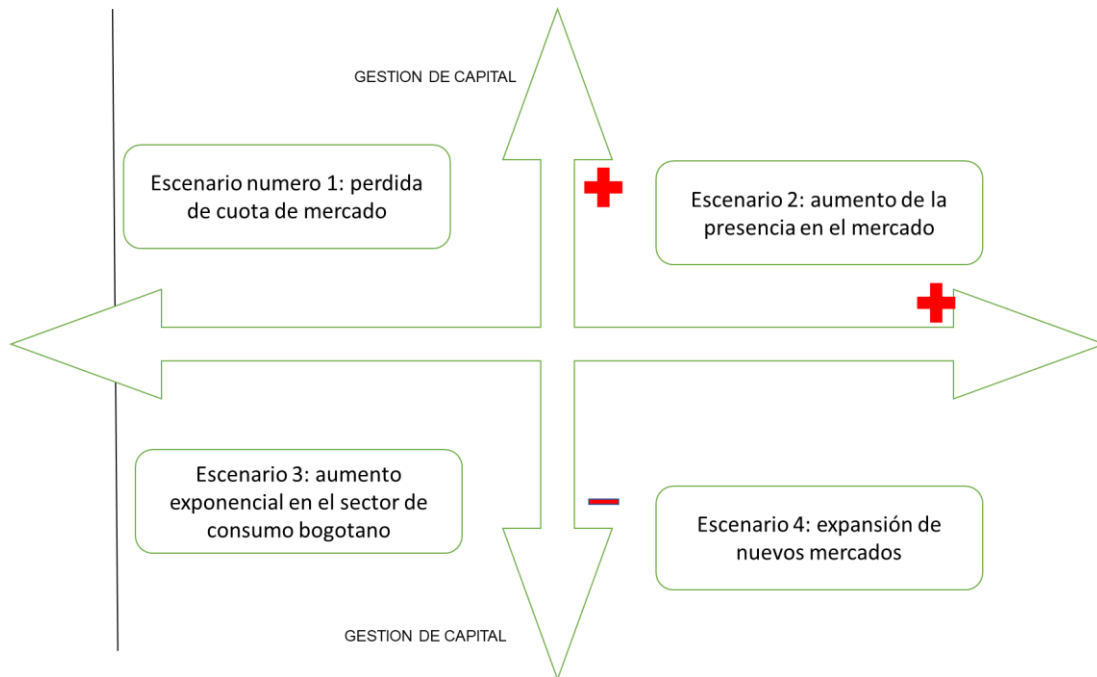 GESTION DE CAPITAL
Escenario numero 1: perdida
de cuota de mercado
Escenario 2: aumento de la
presencia en el mercado
Escenario 3: aumento
exponencial en el sector de
consumo bogotano
Escenario 4: expansión de
nuevos mercados
GESTION DE CAPITAL